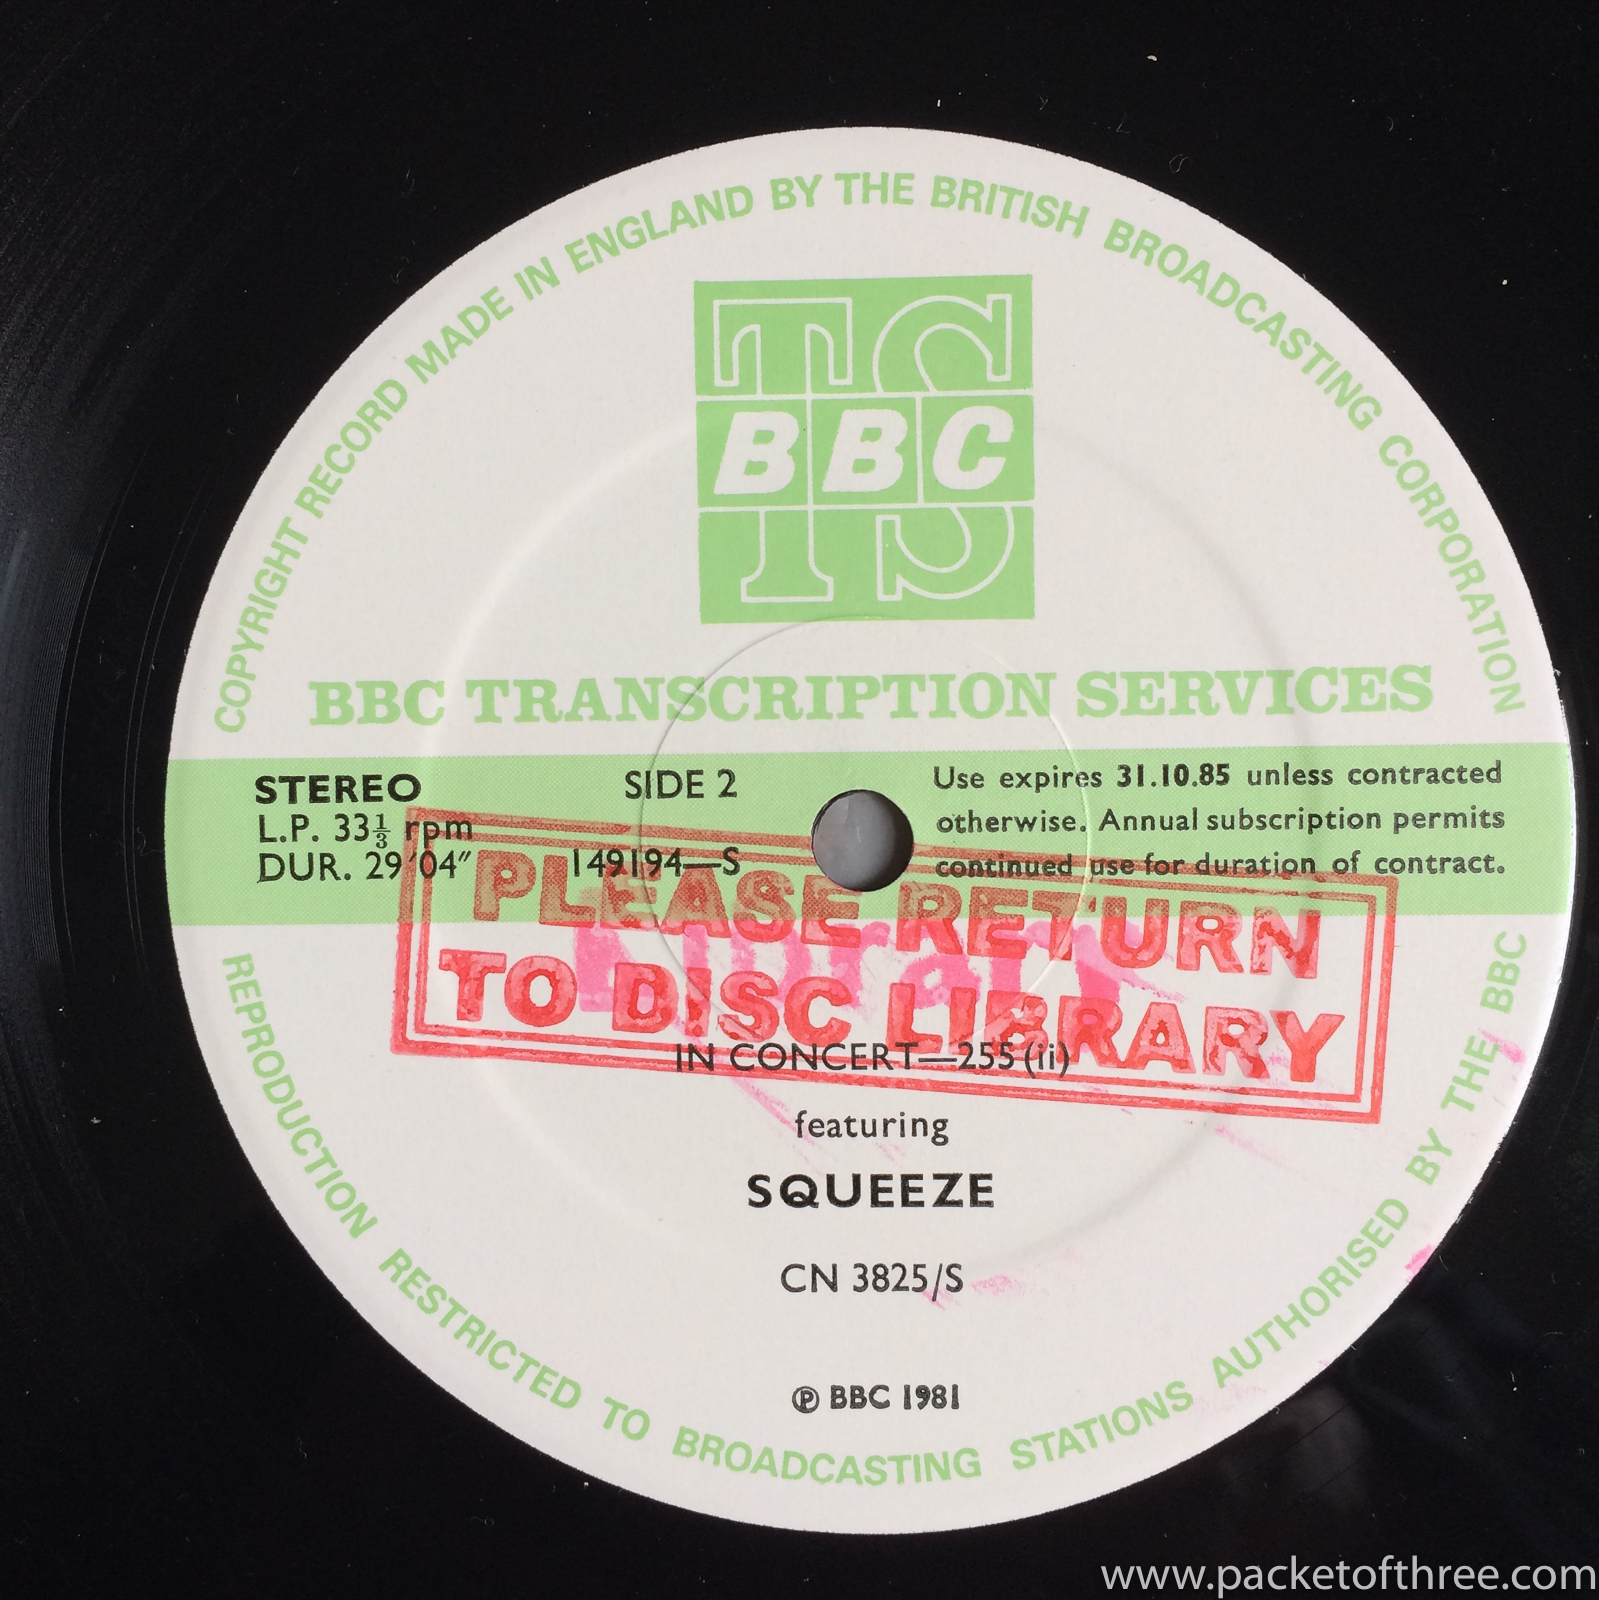 COPYRIGHT RECORD MADE IN ENGLAND BY THE BRITISH BROADCASTING CORPORATION
TS
BBC
BBC TRANSCRIPTION SERVICES
STEREO
L.P. 33⅓ rpm
DUR. 29'04"
SIDE 2
149194—S
Use expires 31.10.85 unless contracted
otherwise. Annual subscription permits
continued use for duration of contract.
PLEASE RETURN
TO DISC LIBRARY
Library
IN CONCERT—255 (ii)
featuring
SQUEEZE
CN 3825/S
℗ BBC 1981
REPRODUCTION RESTRICTED TO BROADCASTING STATIONS AUTHORISED BY THE BBC
www.packetofthree.com